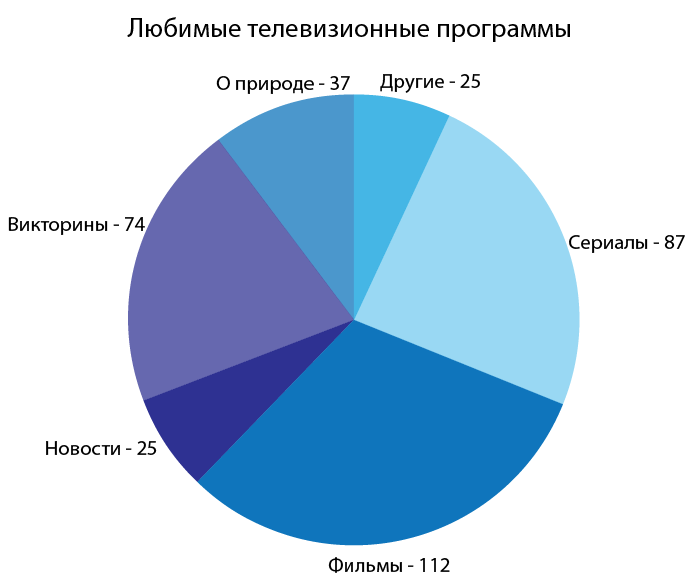 Любимые телевизионные программы
О природе - 37
Другие - 25
Викторины - 74
Сериалы - 87
Новости - 25
Фильмы - 112